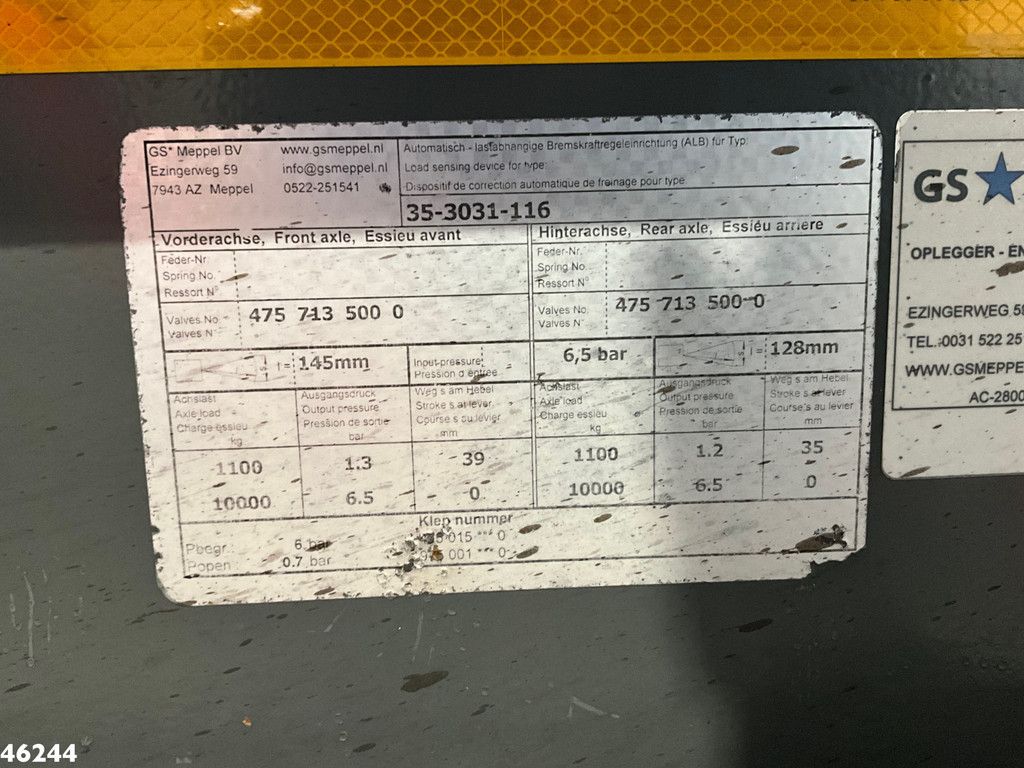 GS* Meppel BV www.gsmeppel.nl
Ezingerweg 59 info@gsmeppel.nl
7943 AZ Meppel 0522-251541
Automatisch - lastabhangige Bremskraftregeleinrichtung (ALB) für Typ:
Load sensing device for type:
Dispositif de correction automatique de freinage pour type
35-3031-116
Vorderachse, Front axle, Essieu avant
Feder-Nr.
Spring No.
Ressort N°
Valves No. 475 713 500 0
Valves N°
l = 145mm
Input pressure
Pression d'entree
6,5 bar
Achslast
Axle load
Charge essieu
kg
Ausgangsdruck
Output pressure
Pression de sortie
bar
Weg s am Hebel
Stroke s at lever
Course s au levier
mm
1100 1.3 39
10000 6.5 0
Hinterachse, Rear axle, Essieu arriere
Feder-Nr.
Spring No.
Ressort N°
Valves No. 475 713 500 0
Valves N°
l = 128mm
Achslast
Axle load
Charge essieu
kg
Ausgangsdruck
Output pressure
Pression de sortie
bar
Weg s am Hebel
Stroke s at lever
Course s au levier
mm
1100 1.2 35
10000 6.5 0
Klep nummer
Pbegr. 6 bar 015 *** 0
Popen 0.7 bar 001 *** 0
GS
OPLEGGER - EN
EZINGERWEG 59
TEL.:0031 522 25
WWW.GSMEPPE
AC-2800
46244